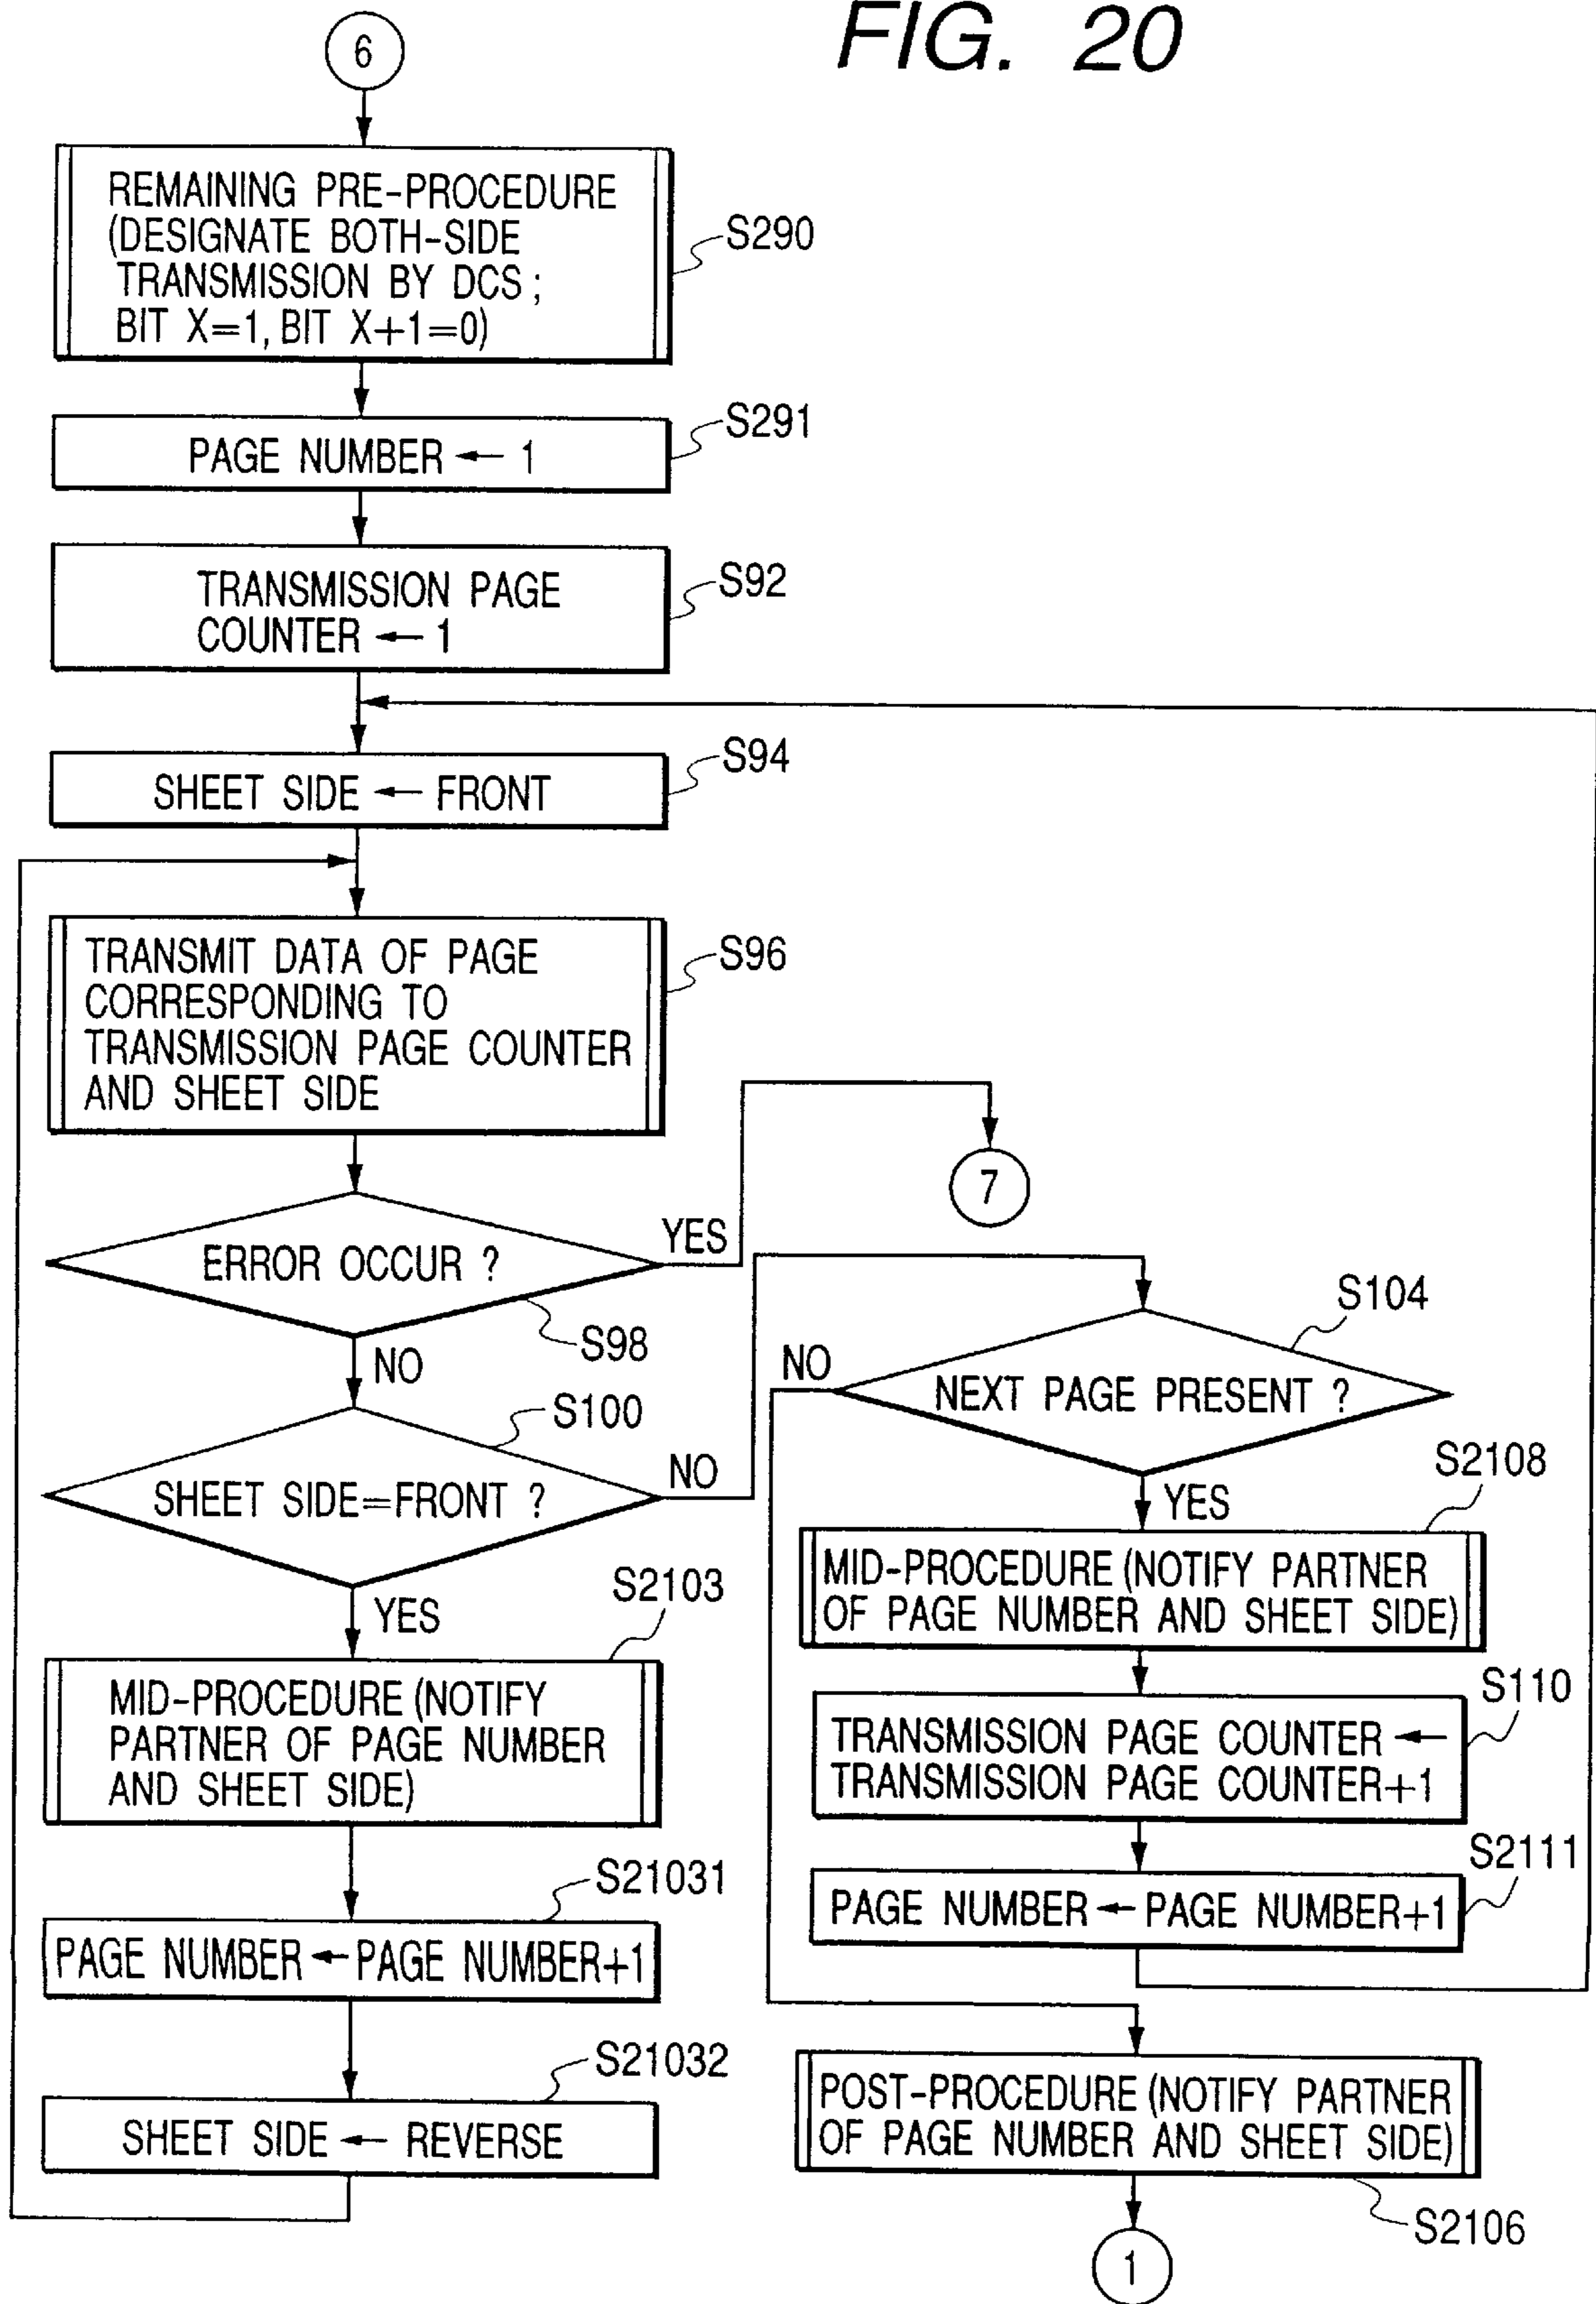 FIG. 20
6
REMAINING PRE-PROCEDURE
(DESIGNATE BOTH-SIDE
TRANSMISSION BY DCS ;
BIT X=1, BIT X+1=0)
S290
PAGE NUMBER ← 1
S291
TRANSMISSION PAGE
COUNTER ← 1
S92
SHEET SIDE ← FRONT
S94
TRANSMIT DATA OF PAGE
CORRESPONDING TO
TRANSMISSION PAGE COUNTER
AND SHEET SIDE
S96
7
ERROR OCCUR ?
YES
S98
NO
S100
SHEET SIDE=FRONT ?
NO
YES
S2103
MID-PROCEDURE (NOTIFY
PARTNER OF PAGE NUMBER
AND SHEET SIDE)
S21031
PAGE NUMBER ← PAGE NUMBER+1
S21032
SHEET SIDE ← REVERSE
S104
NO
NEXT PAGE PRESENT ?
YES
S2108
MID-PROCEDURE (NOTIFY PARTNER
OF PAGE NUMBER AND SHEET SIDE)
S110
TRANSMISSION PAGE COUNTER ←
TRANSMISSION PAGE COUNTER+1
S2111
PAGE NUMBER ← PAGE NUMBER+1
POST-PROCEDURE (NOTIFY PARTNER
OF PAGE NUMBER AND SHEET SIDE)
S2106
1